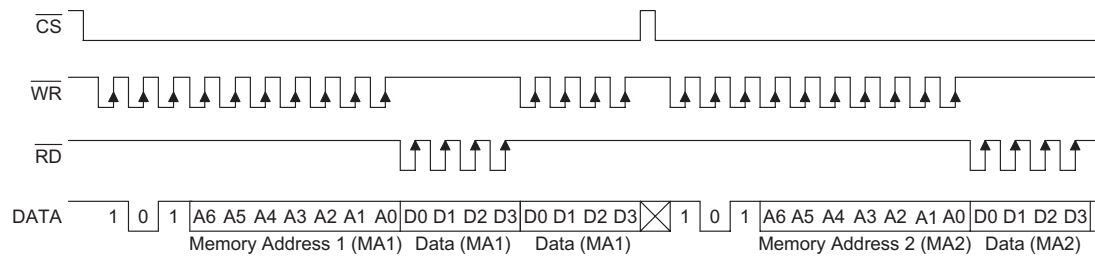 CS
WR
RD
DATA 1 0 1 A6 A5 A4 A3 A2 A1 A0 D0 D1 D2 D3 D0 D1 D2 D3 1 0 1 A6 A5 A4 A3 A2 A1 A0 D0 D1 D2 D3
Memory Address 1 (MA1) Data (MA1) Data (MA1) Memory Address 2 (MA2) Data (MA2)